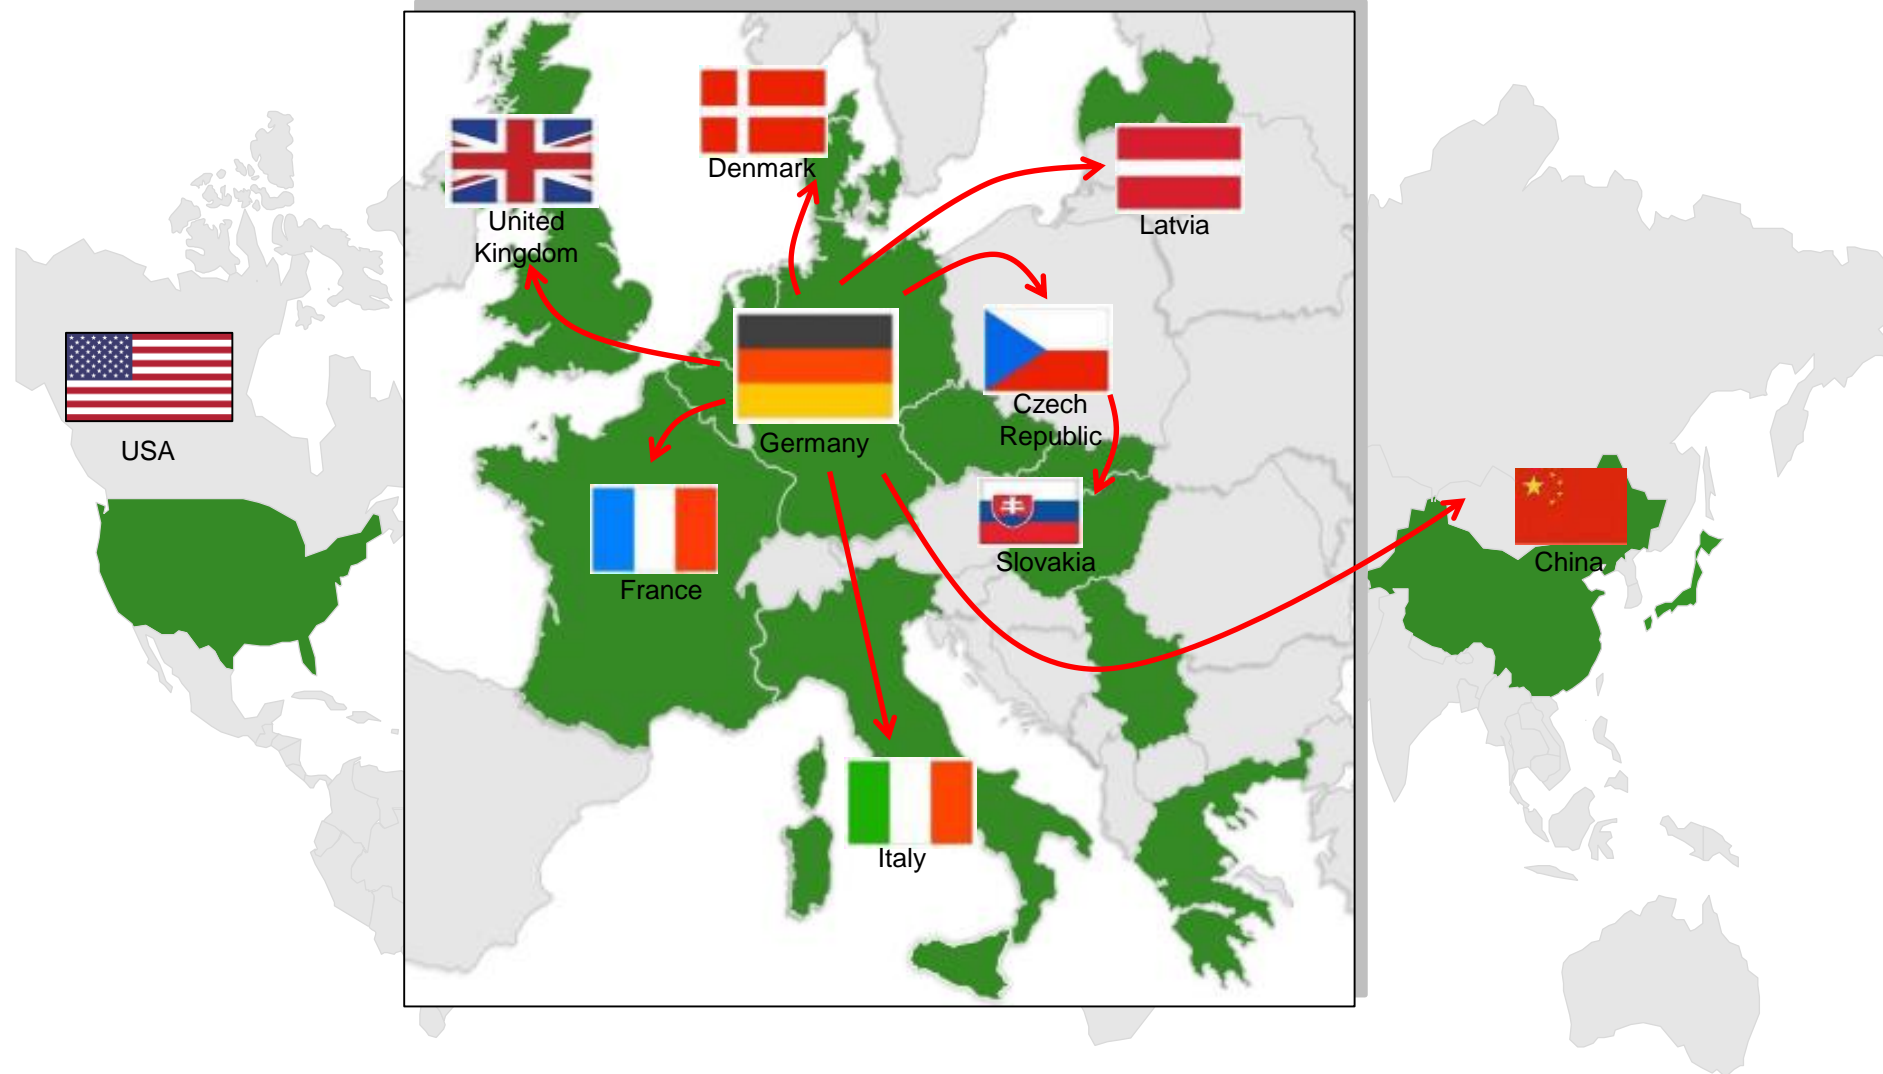 Denmark
United
Kingdom
Latvia
USA
Germany
Czech
Republic
France
Slovakia
China
Italy